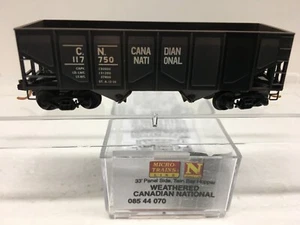 C N CANA DIAN
117 750 NATI ONAL
MICRO-
TRAINS
LINE
N
33' Panel Side, Twin Bay Hopper
WEATHERED
CANADIAN NATIONAL
085 44 070